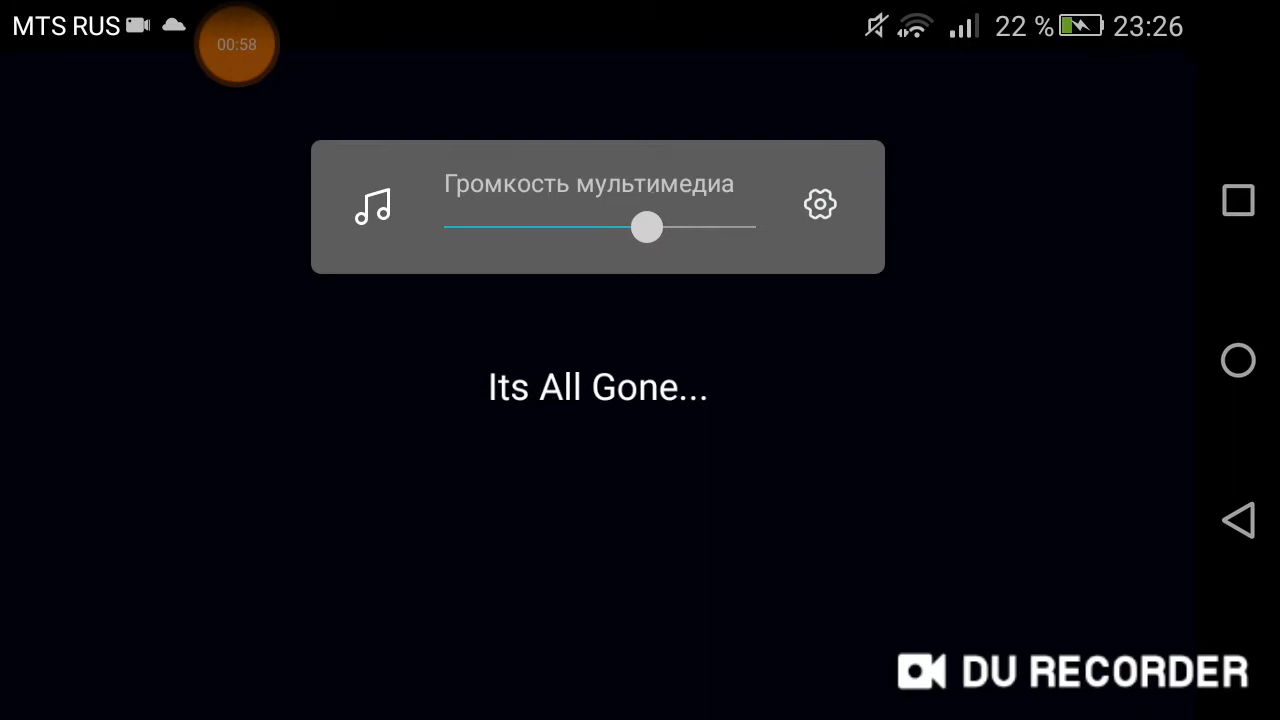 MTS RUS 00:58 22 % 23:26
Громкость мультимедиа
Its All Gone...
DU RECORDER